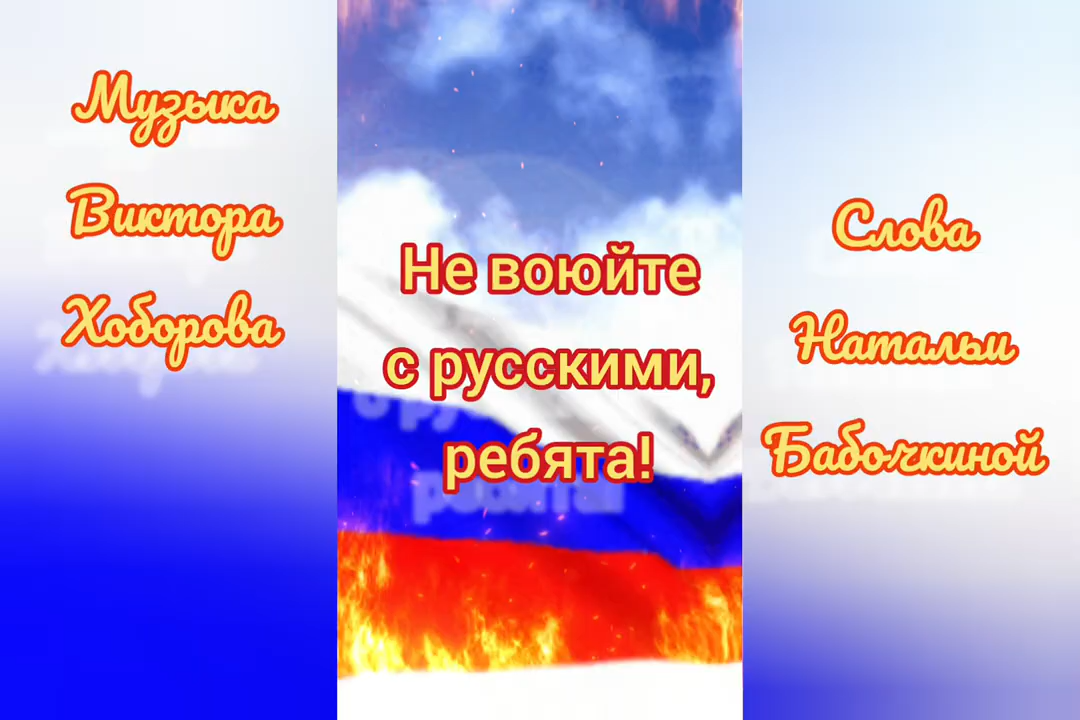 Музыка
Виктора
Хоборова
Не воюйте
с русскими,
ребята!
Слова
Натальи
Бабочкиной